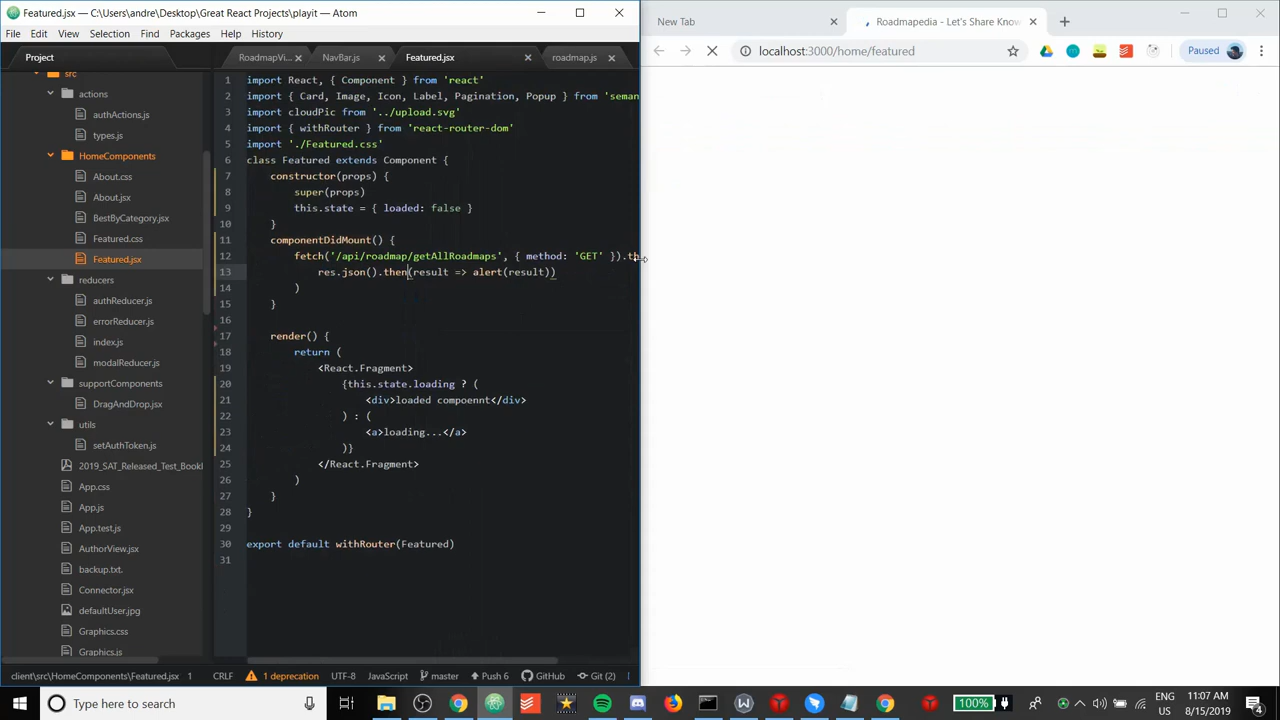 Featured.jsx — C:\Users\andre\Desktop\Great React Projects\playit — Atom
File Edit View Selection Find Packages Help History
Project
RoadmapVi...
NavBar.js
Featured.jsx
roadmap.js
src
actions
authActions.js
types.js
HomeComponents
About.css
About.jsx
BestByCategory.jsx
Featured.css
Featured.jsx
reducers
authReducer.js
errorReducer.js
index.js
modalReducer.js
supportComponents
DragAndDrop.jsx
utils
setAuthToken.js
2019_SAT_Released_Test_Bookl
App.css
App.js
App.test.js
AuthorView.jsx
backup.txt.
Connector.jsx
defaultUser.jpg
Graphics.css
Graphics.js
1 import React, { Component } from 'react'
2 import { Card, Image, Icon, Label, Pagination, Popup } from 'seman
3 import cloudPic from '../upload.svg'
4 import { withRouter } from 'react-router-dom'
5 import './Featured.css'
6 class Featured extends Component {
7 constructor(props) {
8 super(props)
9 this.state = { loaded: false }
10 }
11 componentDidMount() {
12 fetch('/api/roadmap/getAllRoadmaps', { method: 'GET' }).th
13 res.json().then(result => alert(result))
14 )
15 }
16
17 render() {
18 return (
19 <React.Fragment>
20 {this.state.loading ? (
21 <div>loaded compoennt</div>
22 ) : (
23 <a>loading...</a>
24 )}
25 </React.Fragment>
26 )
27 }
28 }
29
30 export default withRouter(Featured)
31
client\src\HomeComponents\Featured.jsx 1
CRLF
1 deprecation
UTF-8
JavaScript
master
Push 6
GitHub
Git (
New Tab
Roadmapedia - Let's Share Know
localhost:3000/home/featured
Paused
Type here to search
100%
ENG
US
11:07 AM
8/15/2019